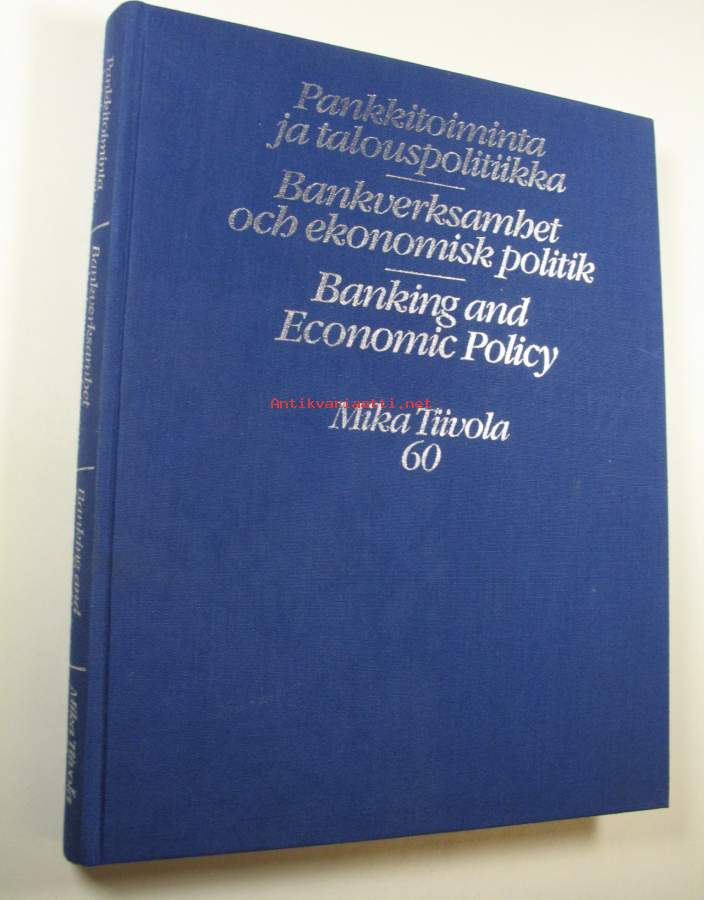 Pankkitoiminta
ja talouspolitiikka
Bankverksamhet
och ekonomisk politik
Banking and
Economic Policy
Antikvariaatti.net
Mika Tiivola
60
Pankkitoiminta
Bankverksamhet
Banking and
Mika Tiivola